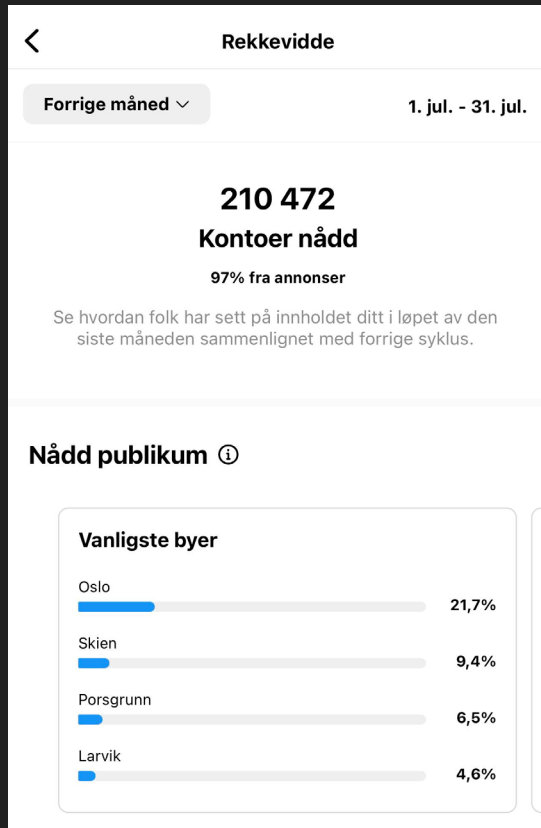 Rekkevidde
Forrige måned
1. jul. - 31. jul.
210 472
Kontoer nådd
97% fra annonser
Se hvordan folk har sett på innholdet ditt i løpet av den
siste måneden sammenlignet med forrige syklus.
Nådd publikum
Vanligste byer
Oslo
21,7%
Skien
9,4%
Porsgrunn
6,5%
Larvik
4,6%